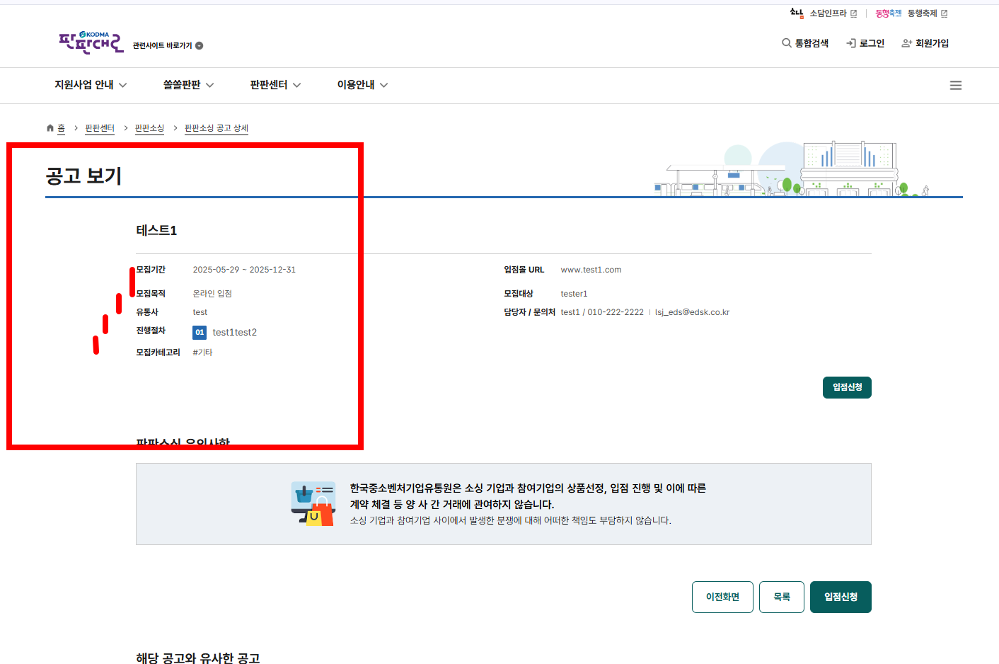 소담 소담인프라 동행축제 동행축제
KODMA
판판대로 관련사이트 바로가기 통합검색 로그인 회원가입
지원사업 안내 쏠쏠판판 판판센터 이용안내
홈 판판센터 판판소싱 판판소싱 공고 상세
공고 보기
테스트1
모집기간 2025-05-29 ~ 2025-12-31 입점몰 URL www.test1.com
모집목적 온라인 입점 모집대상 tester1
유통사 test 담당자 / 문의처 test1 / 010-222-2222 | lsj_eds@edsk.co.kr
진행절차 01 test1test2
모집카테고리 #기타
입점신청
판판소싱 유의사항
한국중소벤처기업유통원은 소싱 기업과 참여기업의 상품선정, 입점 진행 및 이에 따른
계약 체결 등 양 사 간 거래에 관여하지 않습니다.
소싱 기업과 참여기업 사이에서 발생한 분쟁에 대해 어떠한 책임도 부담하지 않습니다.
이전화면 목록 입점신청
해당 공고와 유사한 공고